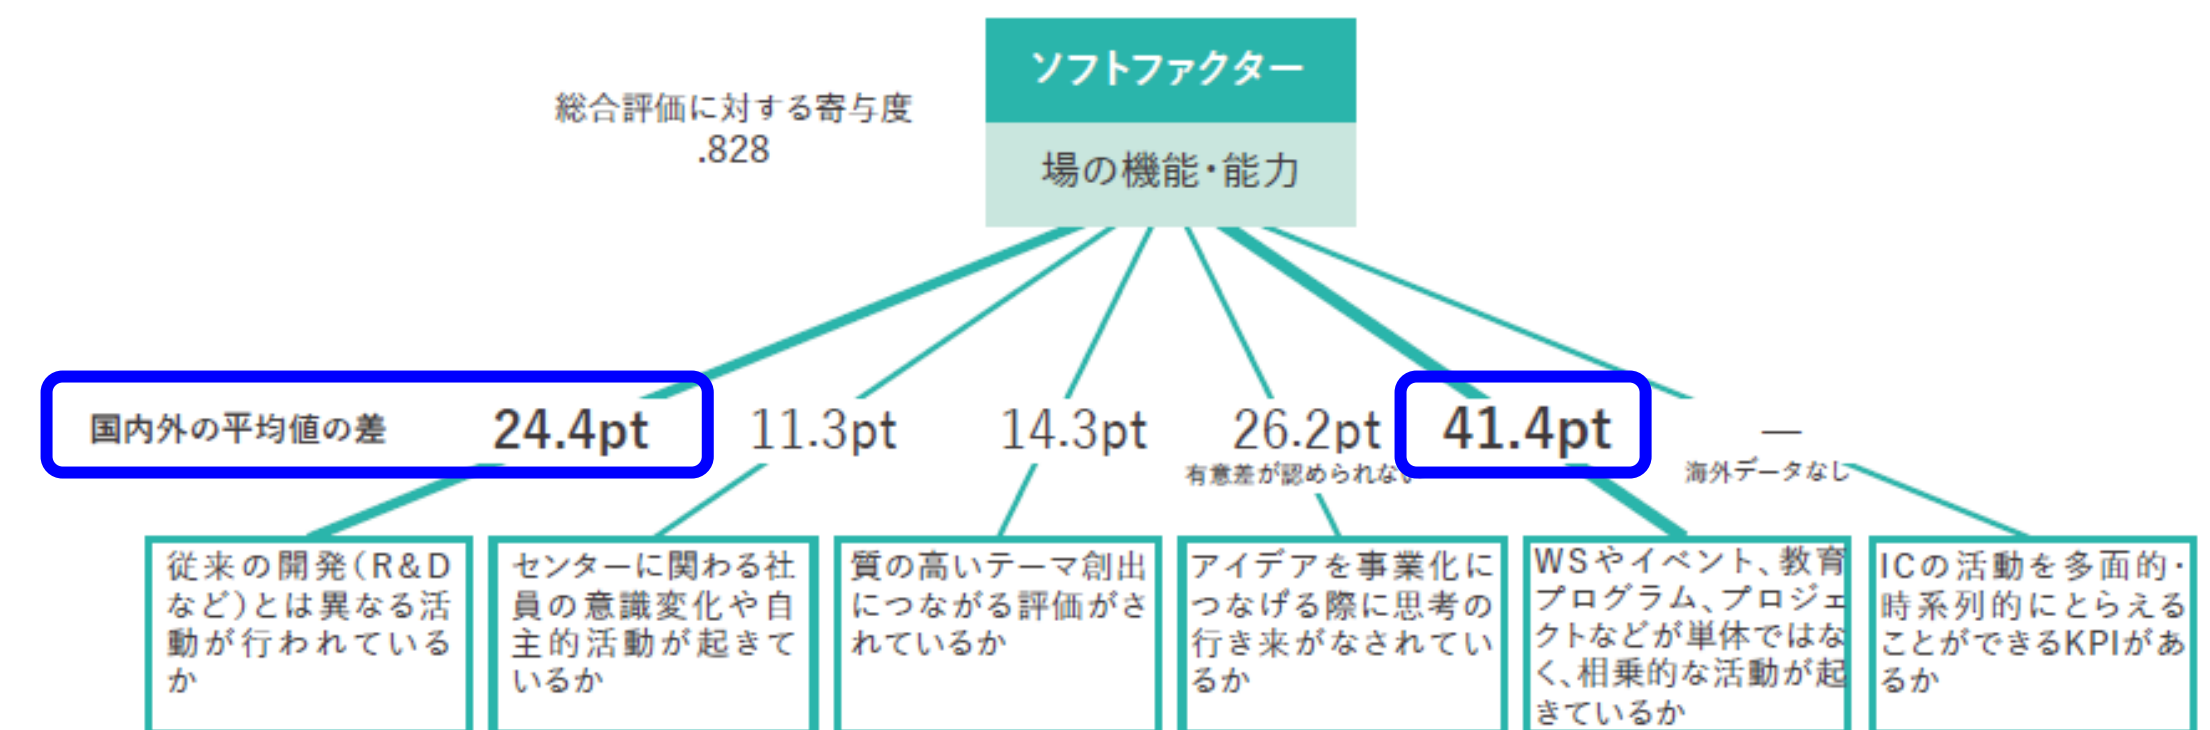 ソフトファクター
総合評価に対する寄与度
.828
場の機能・能力
国内外の平均値の差
24.4pt
11.3pt
14.3pt
26.2pt
有意差が認められない
41.4pt
—
海外データなし
従来の開発(R&D
など)とは異なる活
動が行われている
か
センターに関わる社
員の意識変化や自
主的活動が起きて
いるか
質の高いテーマ創出
につながる評価がさ
れているか
アイデアを事業化に
つなげる際に思考の
行き来がなされてい
るか
WSやイベント、教育
プログラム、プロジェ
クトなどが単体ではな
く、相乗的な活動が起
きているか
ICの活動を多面的・
時系列的にとらえる
ことができるKPIがあ
るか